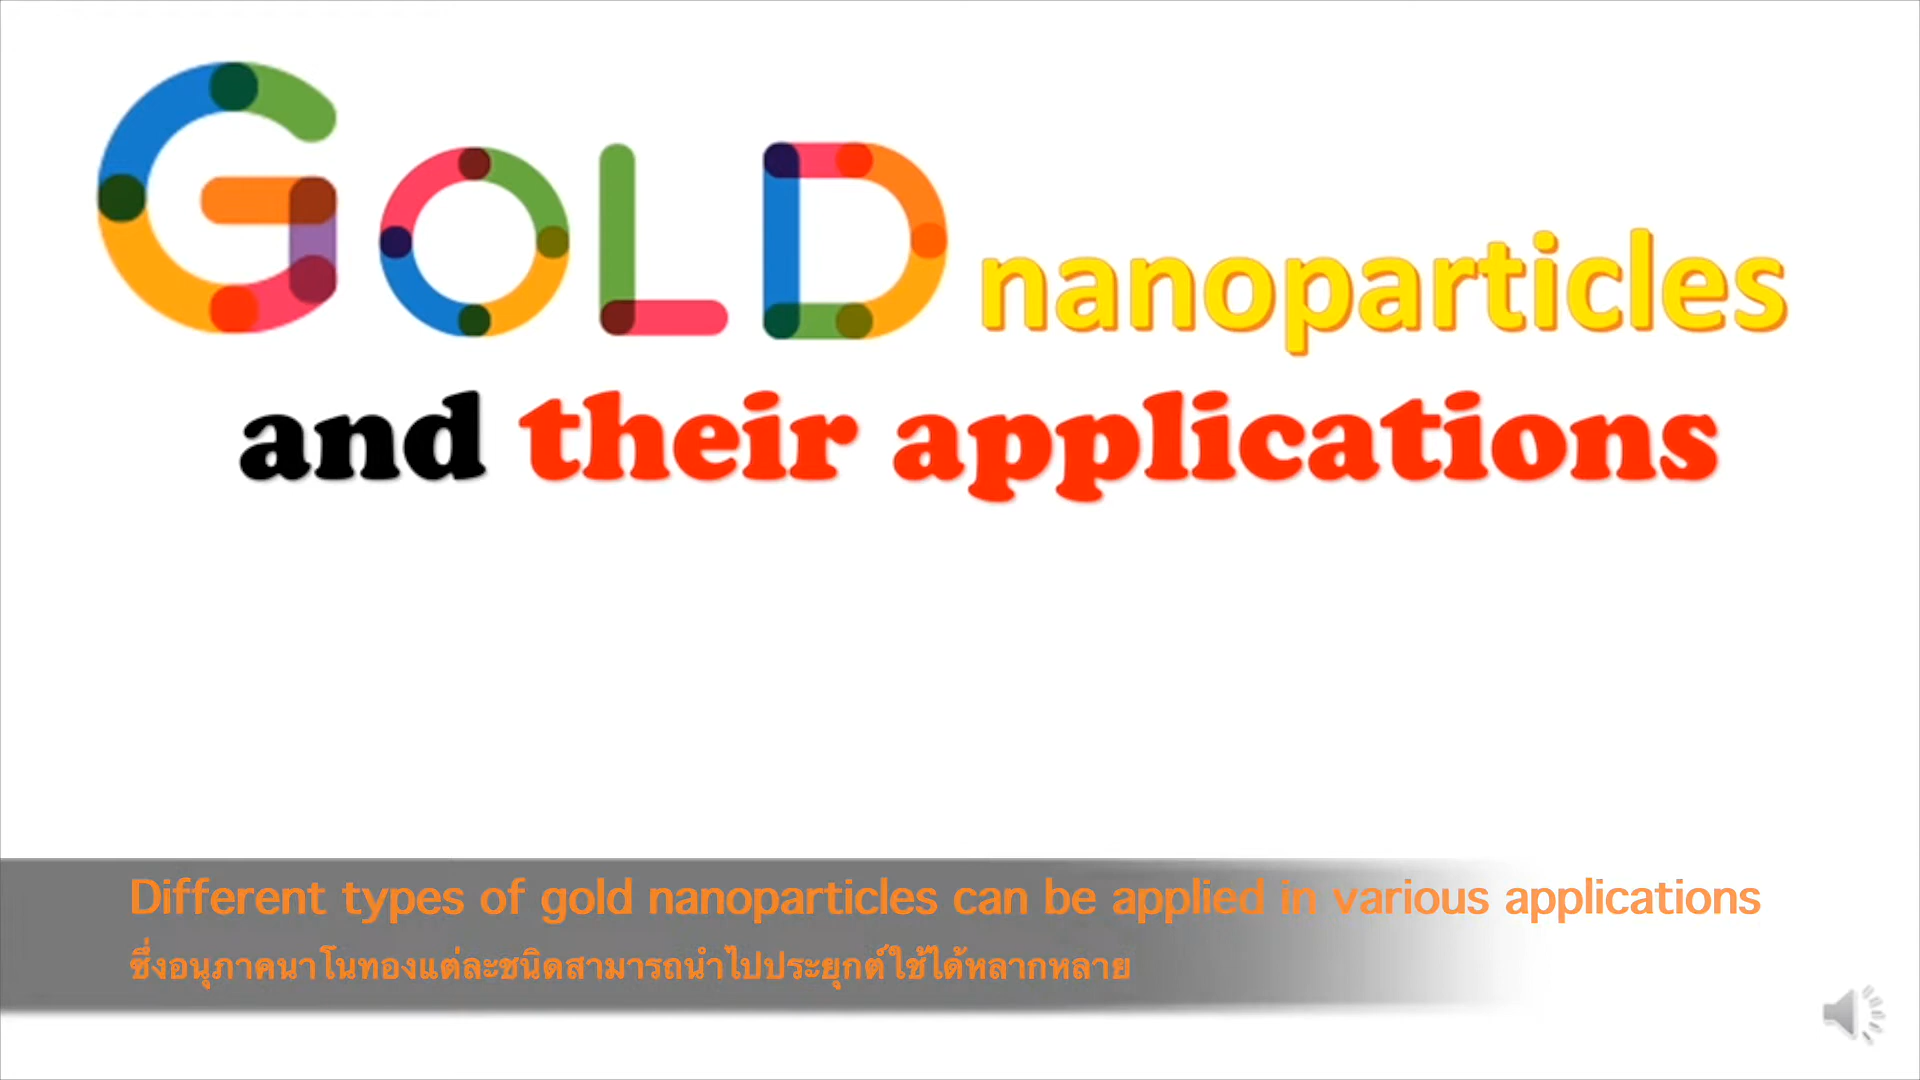 GOLD nanoparticles
and their applications
Different types of gold nanoparticles can be applied in various applications
ซึ่งอนุภาคนาโนทองแต่ละชนิดสามารถนำไปประยุกต์ใช้ได้หลากหลาย